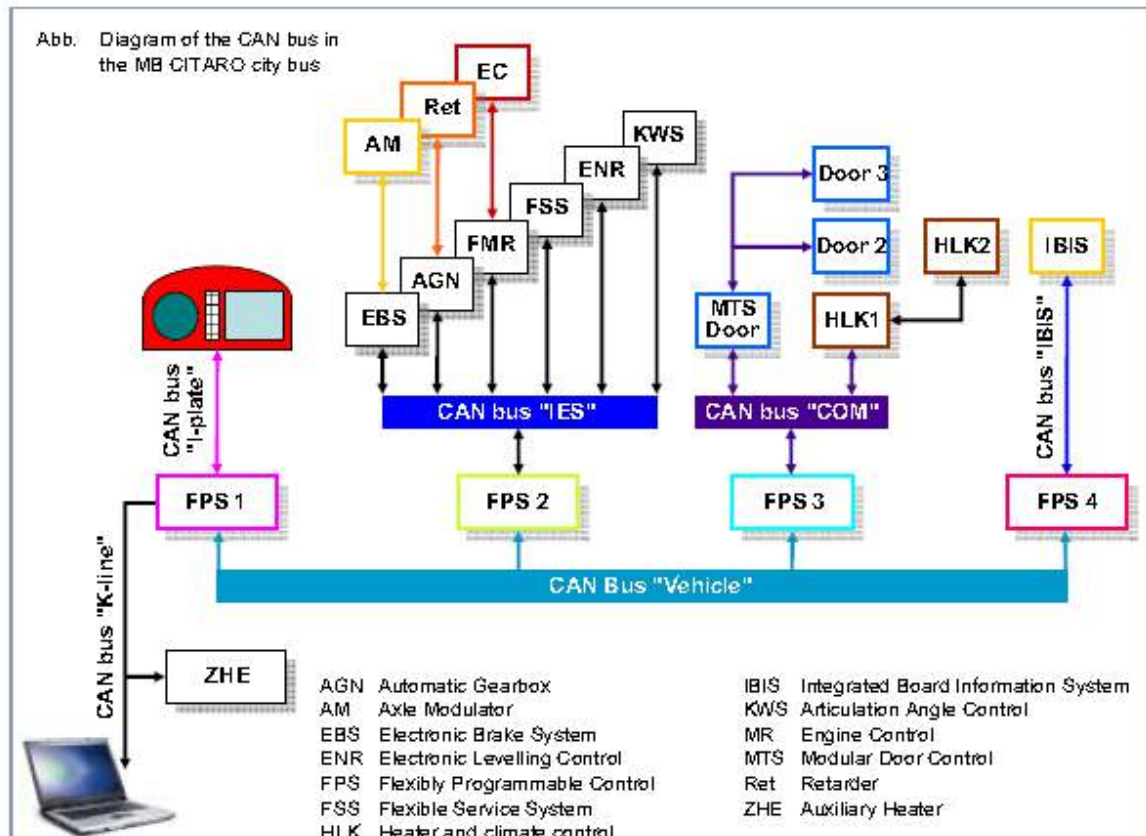 Abb. Diagram of the CAN bus in
the MB CITARO city bus
EC
Ret
AM
KWS
ENR
FSS
FMR
AGN
EBS
Door 3
Door 2
MTS
Door
HLK2
HLK1
IBIS
CAN bus
"I-plate"
CAN bus "IES"
CAN bus "COM"
CAN bus "IBIS"
FPS 1
FPS 2
FPS 3
FPS 4
CAN Bus "Vehicle"
CAN bus "K-line"
ZHE
AGN Automatic Gearbox
AM Axle Modulator
EBS Electronic Brake System
ENR Electronic Levelling Control
FPS Flexibly Programmable Control
FSS Flexible Service System
HLK Heater and climate control
IBIS Integrated Board Information System
KWS Articulation Angle Control
MR Engine Control
MTS Modular Door Control
Ret Retarder
ZHE Auxiliary Heater